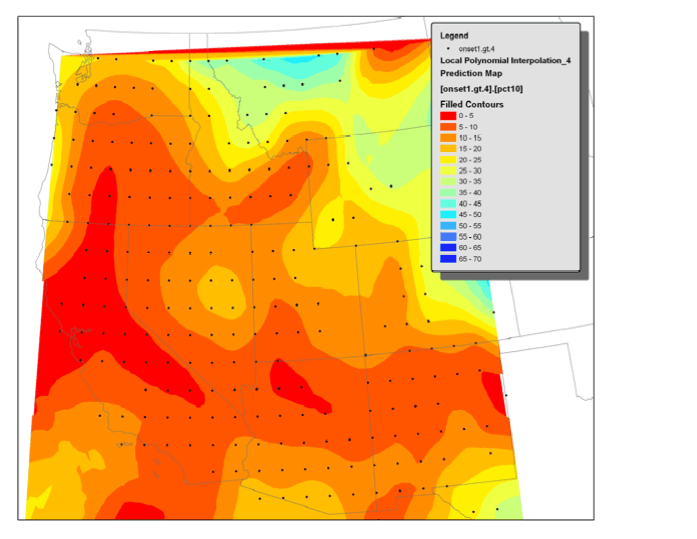 Legend
onset1.gt.4
Local Polynomial Interpolation_4
Prediction Map
[onset1.gt.4].[pct10]
Filled Contours
0 - 5
5 - 10
10 - 15
15 - 20
20 - 25
25 - 30
30 - 35
35 - 40
40 - 45
45 - 50
50 - 55
55 - 60
60 - 65
65 - 70